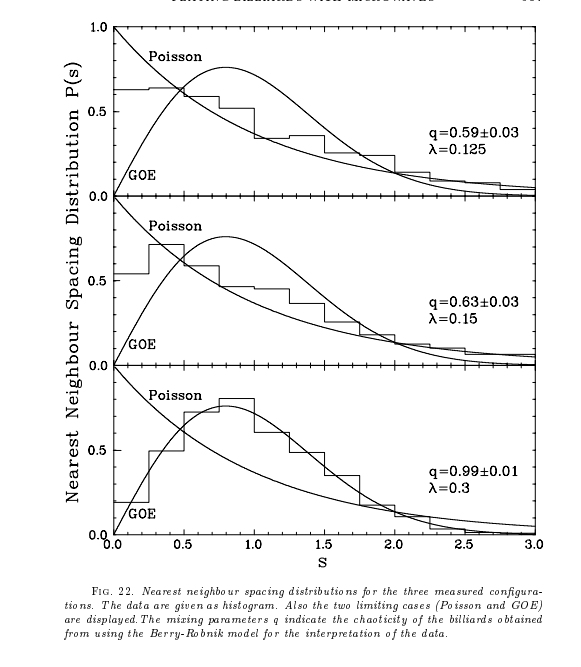 1.0
Poisson
0.5
q=0.59±0.03
λ=0.125
GOE
0.0
Poisson
0.5
q=0.63±0.03
λ=0.15
GOE
0.0
Poisson
0.5
q=0.99±0.01
λ=0.3
GOE
0.0
0.0 0.5 1.0 1.5 2.0 2.5 3.0
S
Nearest Neighbour Spacing Distribution P(s)
FIG. 22. Nearest neighbour spacing distributions for the three measured configura-
tions. The data are given as histogram. Also the two limiting cases (Poisson and GOE)
are displayed. The mixing parameters q indicate the chaoticity of the billiards obtained
from using the Berry-Robnik model for the interpretation of the data.